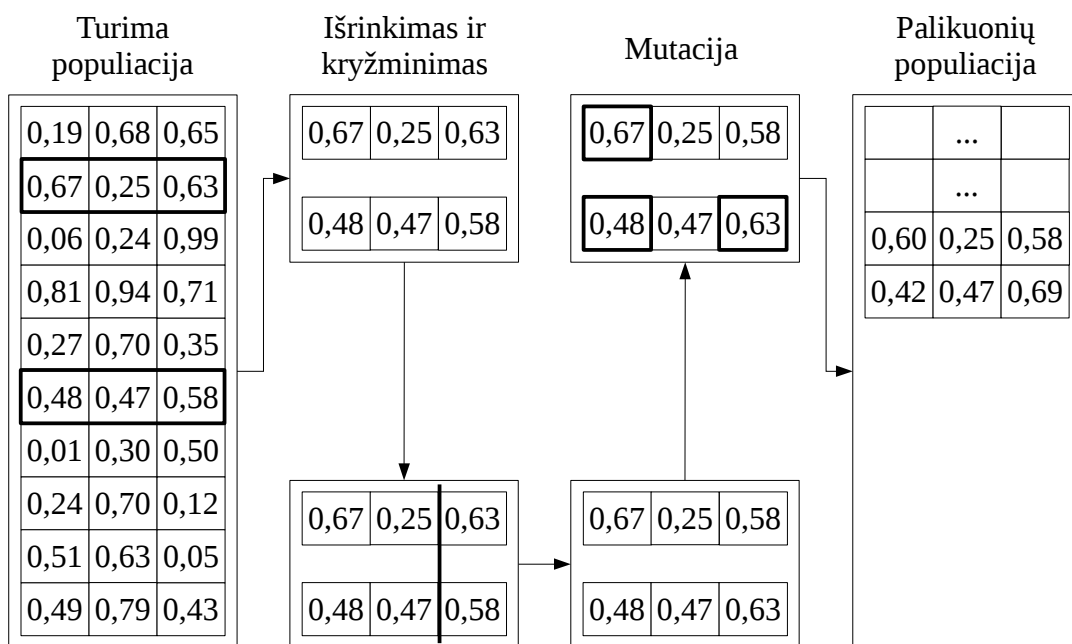 Turima
populiacija
Išrinkimas ir
kryžminimas
Mutacija
Palikuonių
populiacija
0,19 0,68 0,65
0,67 0,25 0,63
0,06 0,24 0,99
0,81 0,94 0,71
0,27 0,70 0,35
0,48 0,47 0,58
0,01 0,30 0,50
0,24 0,70 0,12
0,51 0,63 0,05
0,49 0,79 0,43
0,67 0,25 0,63
0,48 0,47 0,58
0,67 0,25 0,63
0,48 0,47 0,58
0,67 0,25 0,58
0,48 0,47 0,63
0,67 0,25 0,58
0,48 0,47 0,63
...
...
0,60 0,25 0,58
0,42 0,47 0,69